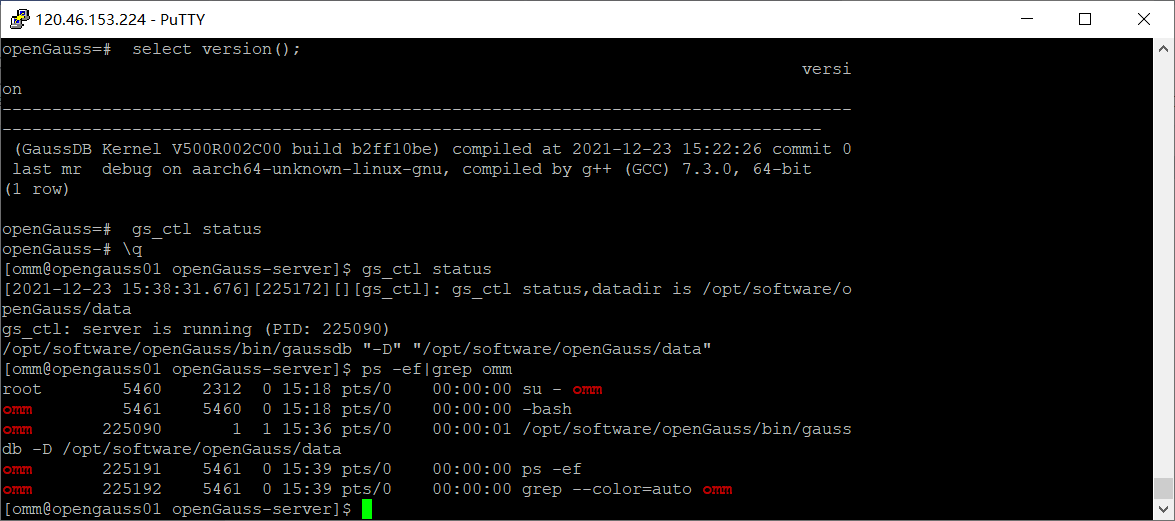 120.46.153.224 - PuTTY
openGauss=#  select version();
versi
on
-------------------------------------------------------------------------------------
----------------------------------------------------------------------------------
 (GaussDB Kernel V500R002C00 build b2ff10be) compiled at 2021-12-23 15:22:26 commit 0
 last mr  debug on aarch64-unknown-linux-gnu, compiled by g++ (GCC) 7.3.0, 64-bit
(1 row)
openGauss=#  gs_ctl status
openGauss-# \q
[omm@opengauss01 openGauss-server]$ gs_ctl status
[2021-12-23 15:38:31.676][225172][][gs_ctl]: gs_ctl status,datadir is /opt/software/o
penGauss/data
gs_ctl: server is running (PID: 225090)
/opt/software/openGauss/bin/gaussdb "-D" "/opt/software/openGauss/data"
[omm@opengauss01 openGauss-server]$ ps -ef|grep omm
root        5460    2312  0 15:18 pts/0    00:00:00 su - omm
omm         5461    5460  0 15:18 pts/0    00:00:00 -bash
omm       225090       1  1 15:36 pts/0    00:00:01 /opt/software/openGauss/bin/gauss
db -D /opt/software/openGauss/data
omm       225191    5461  0 15:39 pts/0    00:00:00 ps -ef
omm       225192    5461  0 15:39 pts/0    00:00:00 grep --color=auto omm
[omm@opengauss01 openGauss-server]$